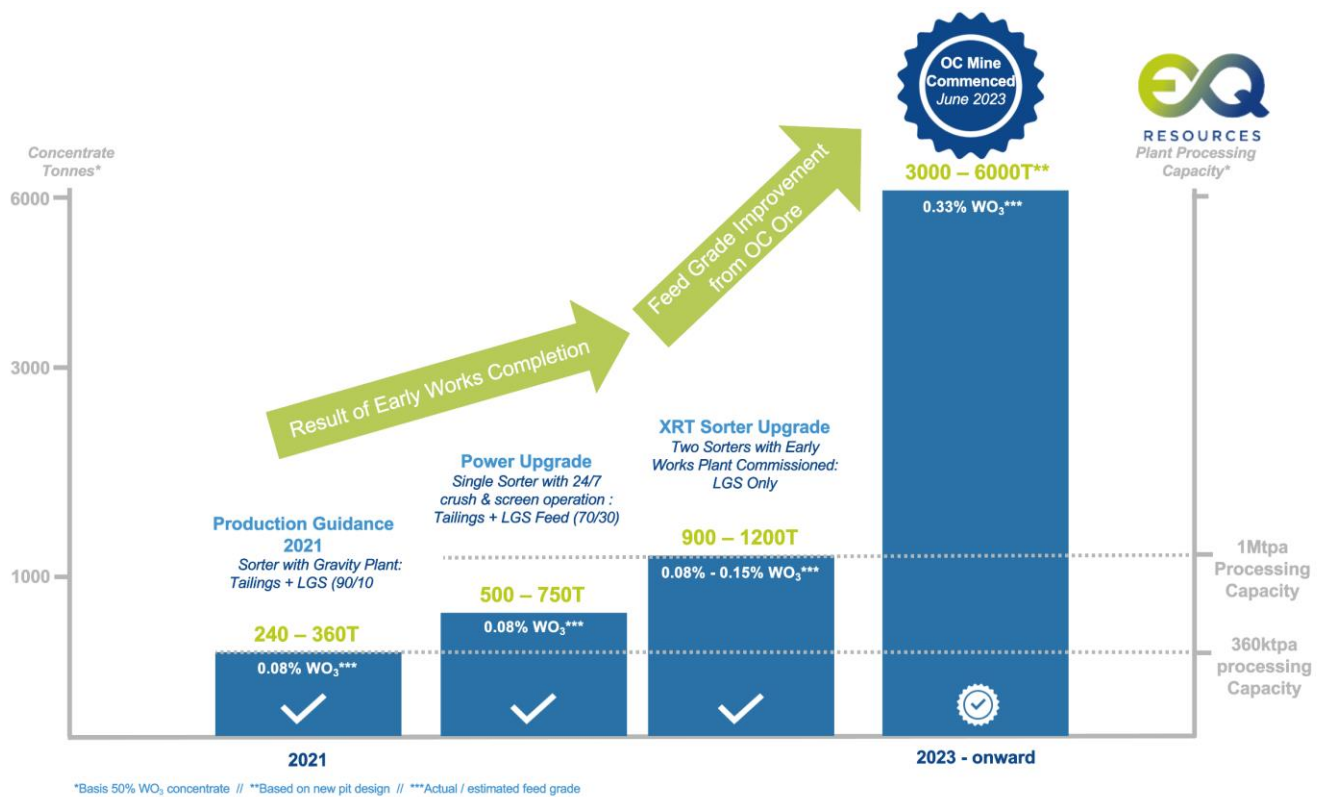 OC Mine
Commenced
June 2023
EQ
RESOURCES
Concentrate
Tonnes*
Plant Processing
Capacity*
6000
3000
1000
Result of Early Works Completion
Feed Grade Improvement
from OC Ore
Production Guidance
2021
Sorter with Gravity Plant:
Tailings + LGS (90/10
240 – 360T
0.08% WO₃***
Power Upgrade
Single Sorter with 24/7
crush & screen operation :
Tailings + LGS Feed (70/30)
500 – 750T
0.08% WO₃***
XRT Sorter Upgrade
Two Sorters with Early
Works Plant Commissioned:
LGS Only
900 – 1200T
0.08% - 0.15% WO₃***
3000 – 6000T**
0.33% WO₃***
1Mtpa
Processing
Capacity
360ktpa
processing
Capacity
2021
2023 - onward
*Basis 50% WO₃ concentrate // **Based on new pit design // ***Actual / estimated feed grade